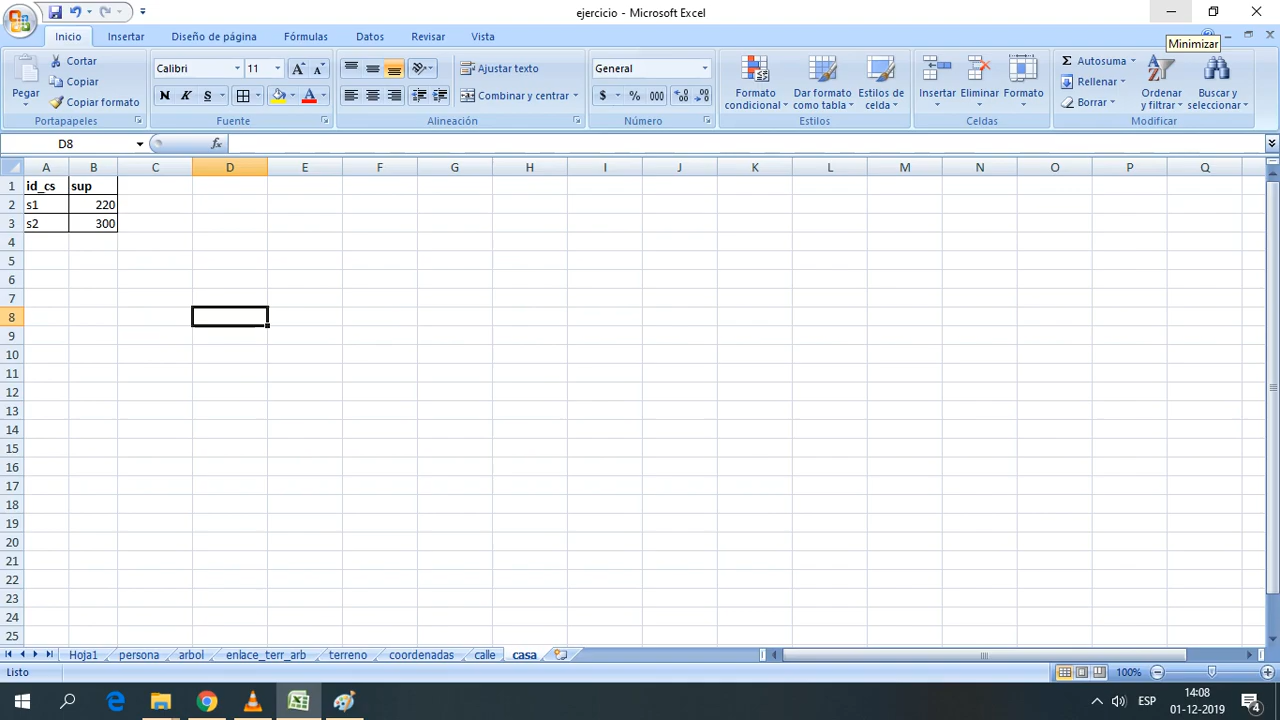 ejercicio - Microsoft Excel
Minimizar
Inicio Insertar Diseño de página Fórmulas Datos Revisar Vista
Pegar
Cortar
Copiar
Copiar formato
Portapapeles
Calibri 11
N K S
Fuente
Ajustar texto
Combinar y centrar
Alineación
General
$ % 000
Número
Formato condicional
Dar formato como tabla
Estilos de celda
Estilos
Insertar Eliminar Formato
Celdas
Σ Autosuma
Rellenar
Borrar
Ordenar y filtrar
Buscar y seleccionar
Modificar
D8 fx
A B C D E F G H I J K L M N O P Q
1 id_cs sup
2 s1 220
3 s2 300
4
5
6
7
8
9
10
11
12
13
14
15
16
17
18
19
20
21
22
23
24
25
Hoja1 persona arbol enlace_terr_arb terreno coordenadas calle casa
Listo 100%
ESP 14:08
01-12-2019 4